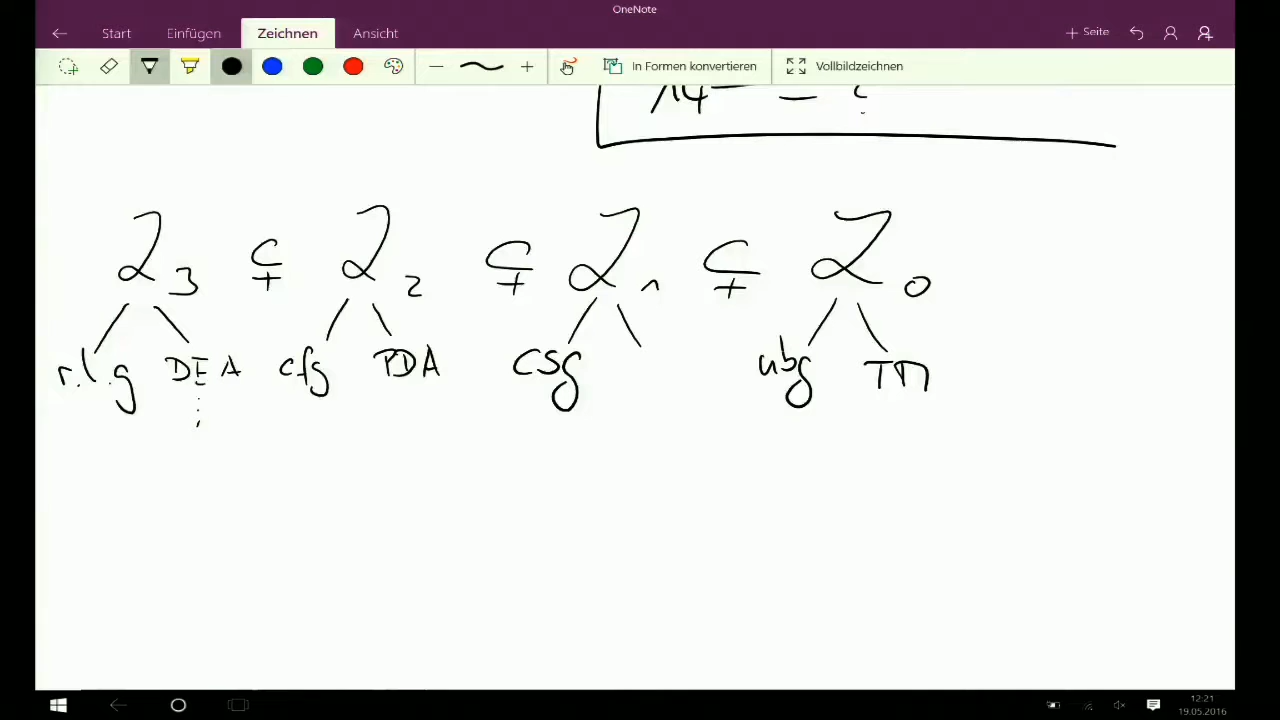 OneNote
Start Einfügen Zeichnen Ansicht + Seite
In Formen konvertieren Vollbildzeichnen
= ?
ℒ₃ ⊊ ℒ₂ ⊊ ℒ₁ ⊊ ℒ₀
r.l.g DEA cfg PDA csg ubg TM
⋮
12:21
19.05.2016